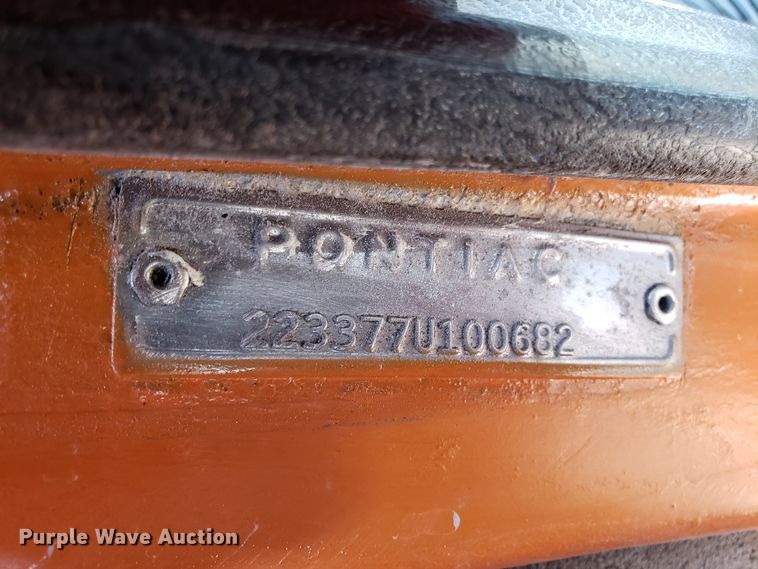 PONTIAC
223377U100682
Purple Wave Auction